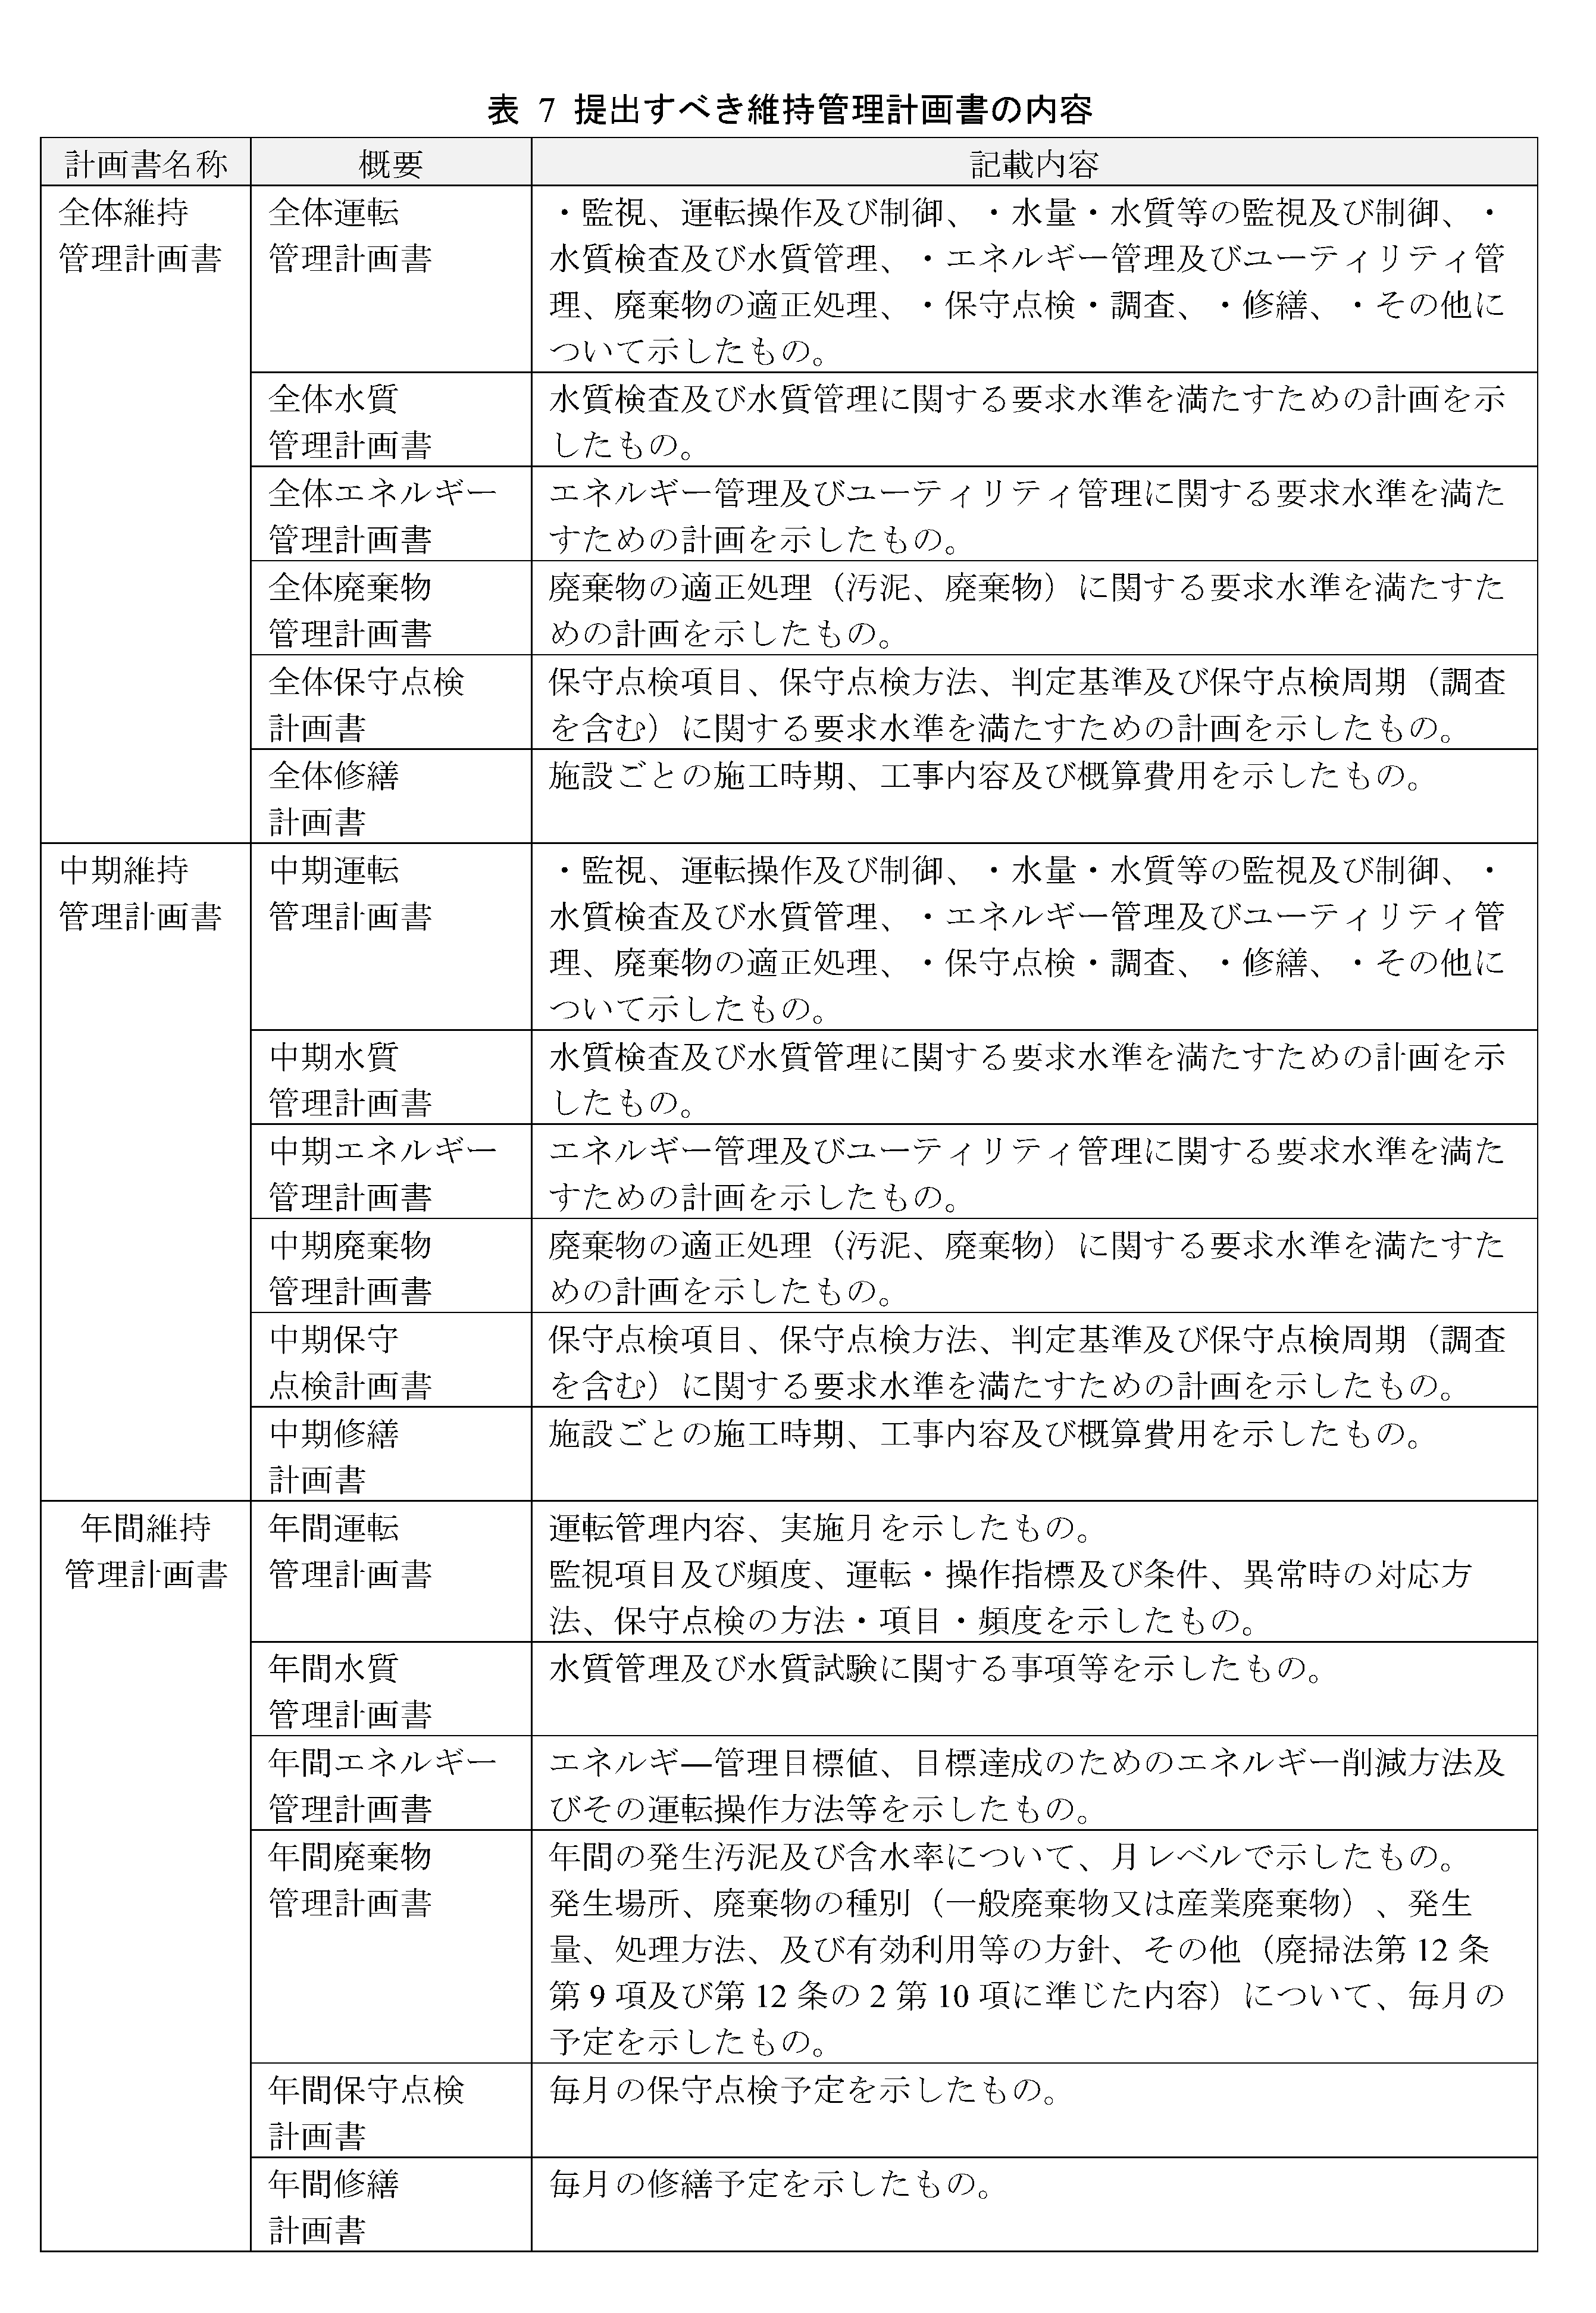 表 7 提出すべき維持管理計画書の内容
計画書名称 概要 記載内容
全体維持
管理計画書
全体運転
管理計画書
・監視、運転操作及び制御、・水量・水質等の監視及び制御、・
水質検査及び水質管理、・エネルギー管理及びユーティリティ管
理、廃棄物の適正処理、・保守点検・調査、・修繕、・その他に
ついて示したもの。
全体水質
管理計画書
水質検査及び水質管理に関する要求水準を満たすための計画を示
したもの。
全体エネルギー
管理計画書
エネルギー管理及びユーティリティ管理に関する要求水準を満た
すための計画を示したもの。
全体廃棄物
管理計画書
廃棄物の適正処理（汚泥、廃棄物）に関する要求水準を満たすた
めの計画を示したもの。
全体保守点検
計画書
保守点検項目、保守点検方法、判定基準及び保守点検周期（調査
を含む）に関する要求水準を満たすための計画を示したもの。
全体修繕
計画書
施設ごとの施工時期、工事内容及び概算費用を示したもの。
中期維持
管理計画書
中期運転
管理計画書
・監視、運転操作及び制御、・水量・水質等の監視及び制御、・
水質検査及び水質管理、・エネルギー管理及びユーティリティ管
理、廃棄物の適正処理、・保守点検・調査、・修繕、・その他に
ついて示したもの。
中期水質
管理計画書
水質検査及び水質管理に関する要求水準を満たすための計画を示
したもの。
中期エネルギー
管理計画書
エネルギー管理及びユーティリティ管理に関する要求水準を満た
すための計画を示したもの。
中期廃棄物
管理計画書
廃棄物の適正処理（汚泥、廃棄物）に関する要求水準を満たすた
めの計画を示したもの。
中期保守
点検計画書
保守点検項目、保守点検方法、判定基準及び保守点検周期（調査
を含む）に関する要求水準を満たすための計画を示したもの。
中期修繕
計画書
施設ごとの施工時期、工事内容及び概算費用を示したもの。
年間維持
管理計画書
年間運転
管理計画書
運転管理内容、実施月を示したもの。
監視項目及び頻度、運転・操作指標及び条件、異常時の対応方
法、保守点検の方法・項目・頻度を示したもの。
年間水質
管理計画書
水質管理及び水質試験に関する事項等を示したもの。
年間エネルギー
管理計画書
エネルギ―管理目標値、目標達成のためのエネルギー削減方法及
びその運転操作方法等を示したもの。
年間廃棄物
管理計画書
年間の発生汚泥及び含水率について、月レベルで示したもの。
発生場所、廃棄物の種別（一般廃棄物又は産業廃棄物）、発生
量、処理方法、及び有効利用等の方針、その他（廃掃法第 12 条
第 9 項及び第 12 条の 2 第 10 項に準じた内容）について、毎月の
予定を示したもの。
年間保守点検
計画書
毎月の保守点検予定を示したもの。
年間修繕
計画書
毎月の修繕予定を示したもの。